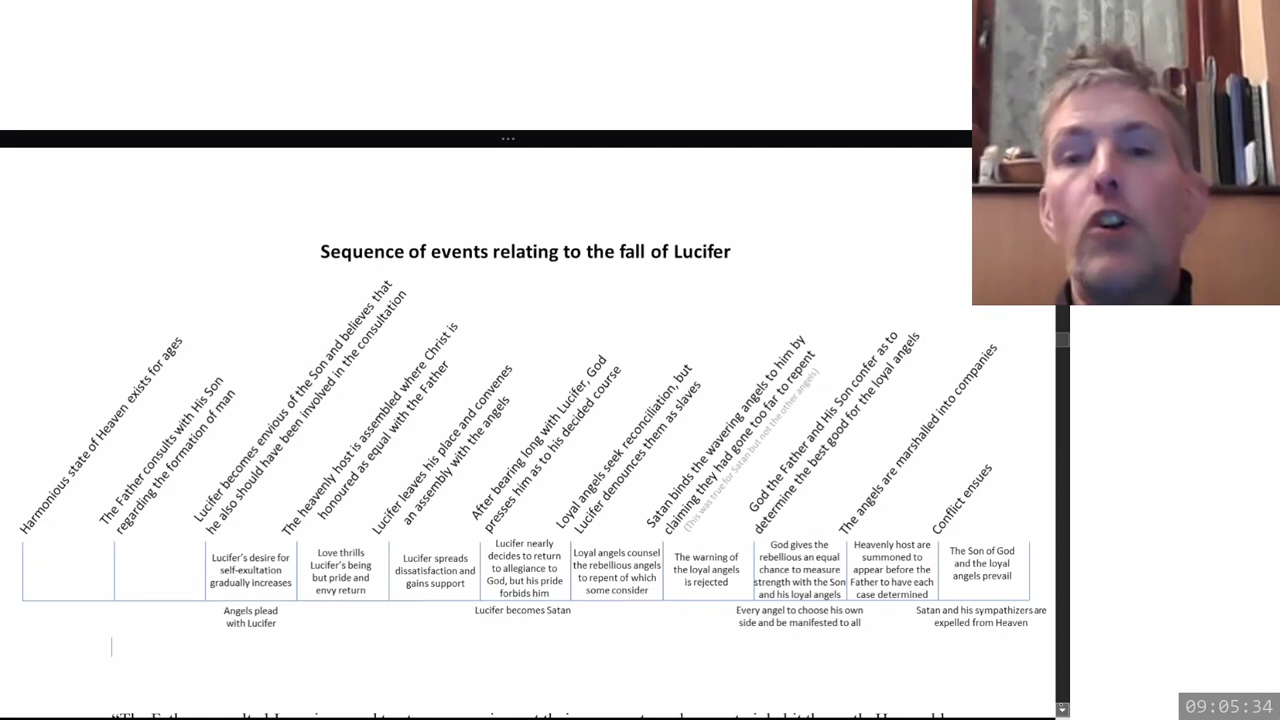 Sequence of events relating to the fall of Lucifer
Harmonious state of Heaven exists for ages
The Father consults with His Son
regarding the formation of man
Lucifer becomes envious of the Son and believes that
he also should have been involved in the consultation
The heavenly host is assembled where Christ is
honoured as equal with the Father
Lucifer leaves his place and convenes
an assembly with the angels
After bearing long with Lucifer, God
presses him as to his decided course
Loyal angels seek reconciliation, but
Lucifer denounces them as slaves
Satan binds the wavering angels to him by
claiming they had gone too far to repent
(This was true for Satan but not the other angels)
God the Father and His Son confer as to
determine the best good for the loyal angels
The angels are marshalled into companies
Conflict ensues
Lucifer's desire for
self-exultation
gradually increases
Love thrills
Lucifer's being
but pride and
envy return
Lucifer spreads
dissatisfaction and
gains support
Lucifer nearly
decides to return
to allegiance to
God, but his pride
forbids him
Loyal angels counsel
the rebellious angels
to repent of which
some consider
The warning of
the loyal angels
is rejected
God gives the
rebellious an equal
chance to measure
strength with the Son
and his loyal angels
Heavenly host are
summoned to
appear before the
Father to have each
case determined
The Son of God
and the loyal
angels prevail
Angels plead
with Lucifer
Lucifer becomes Satan
Every angel to choose his own
side and be manifested to all
Satan and his sympathizers are
expelled from Heaven
09:05:34